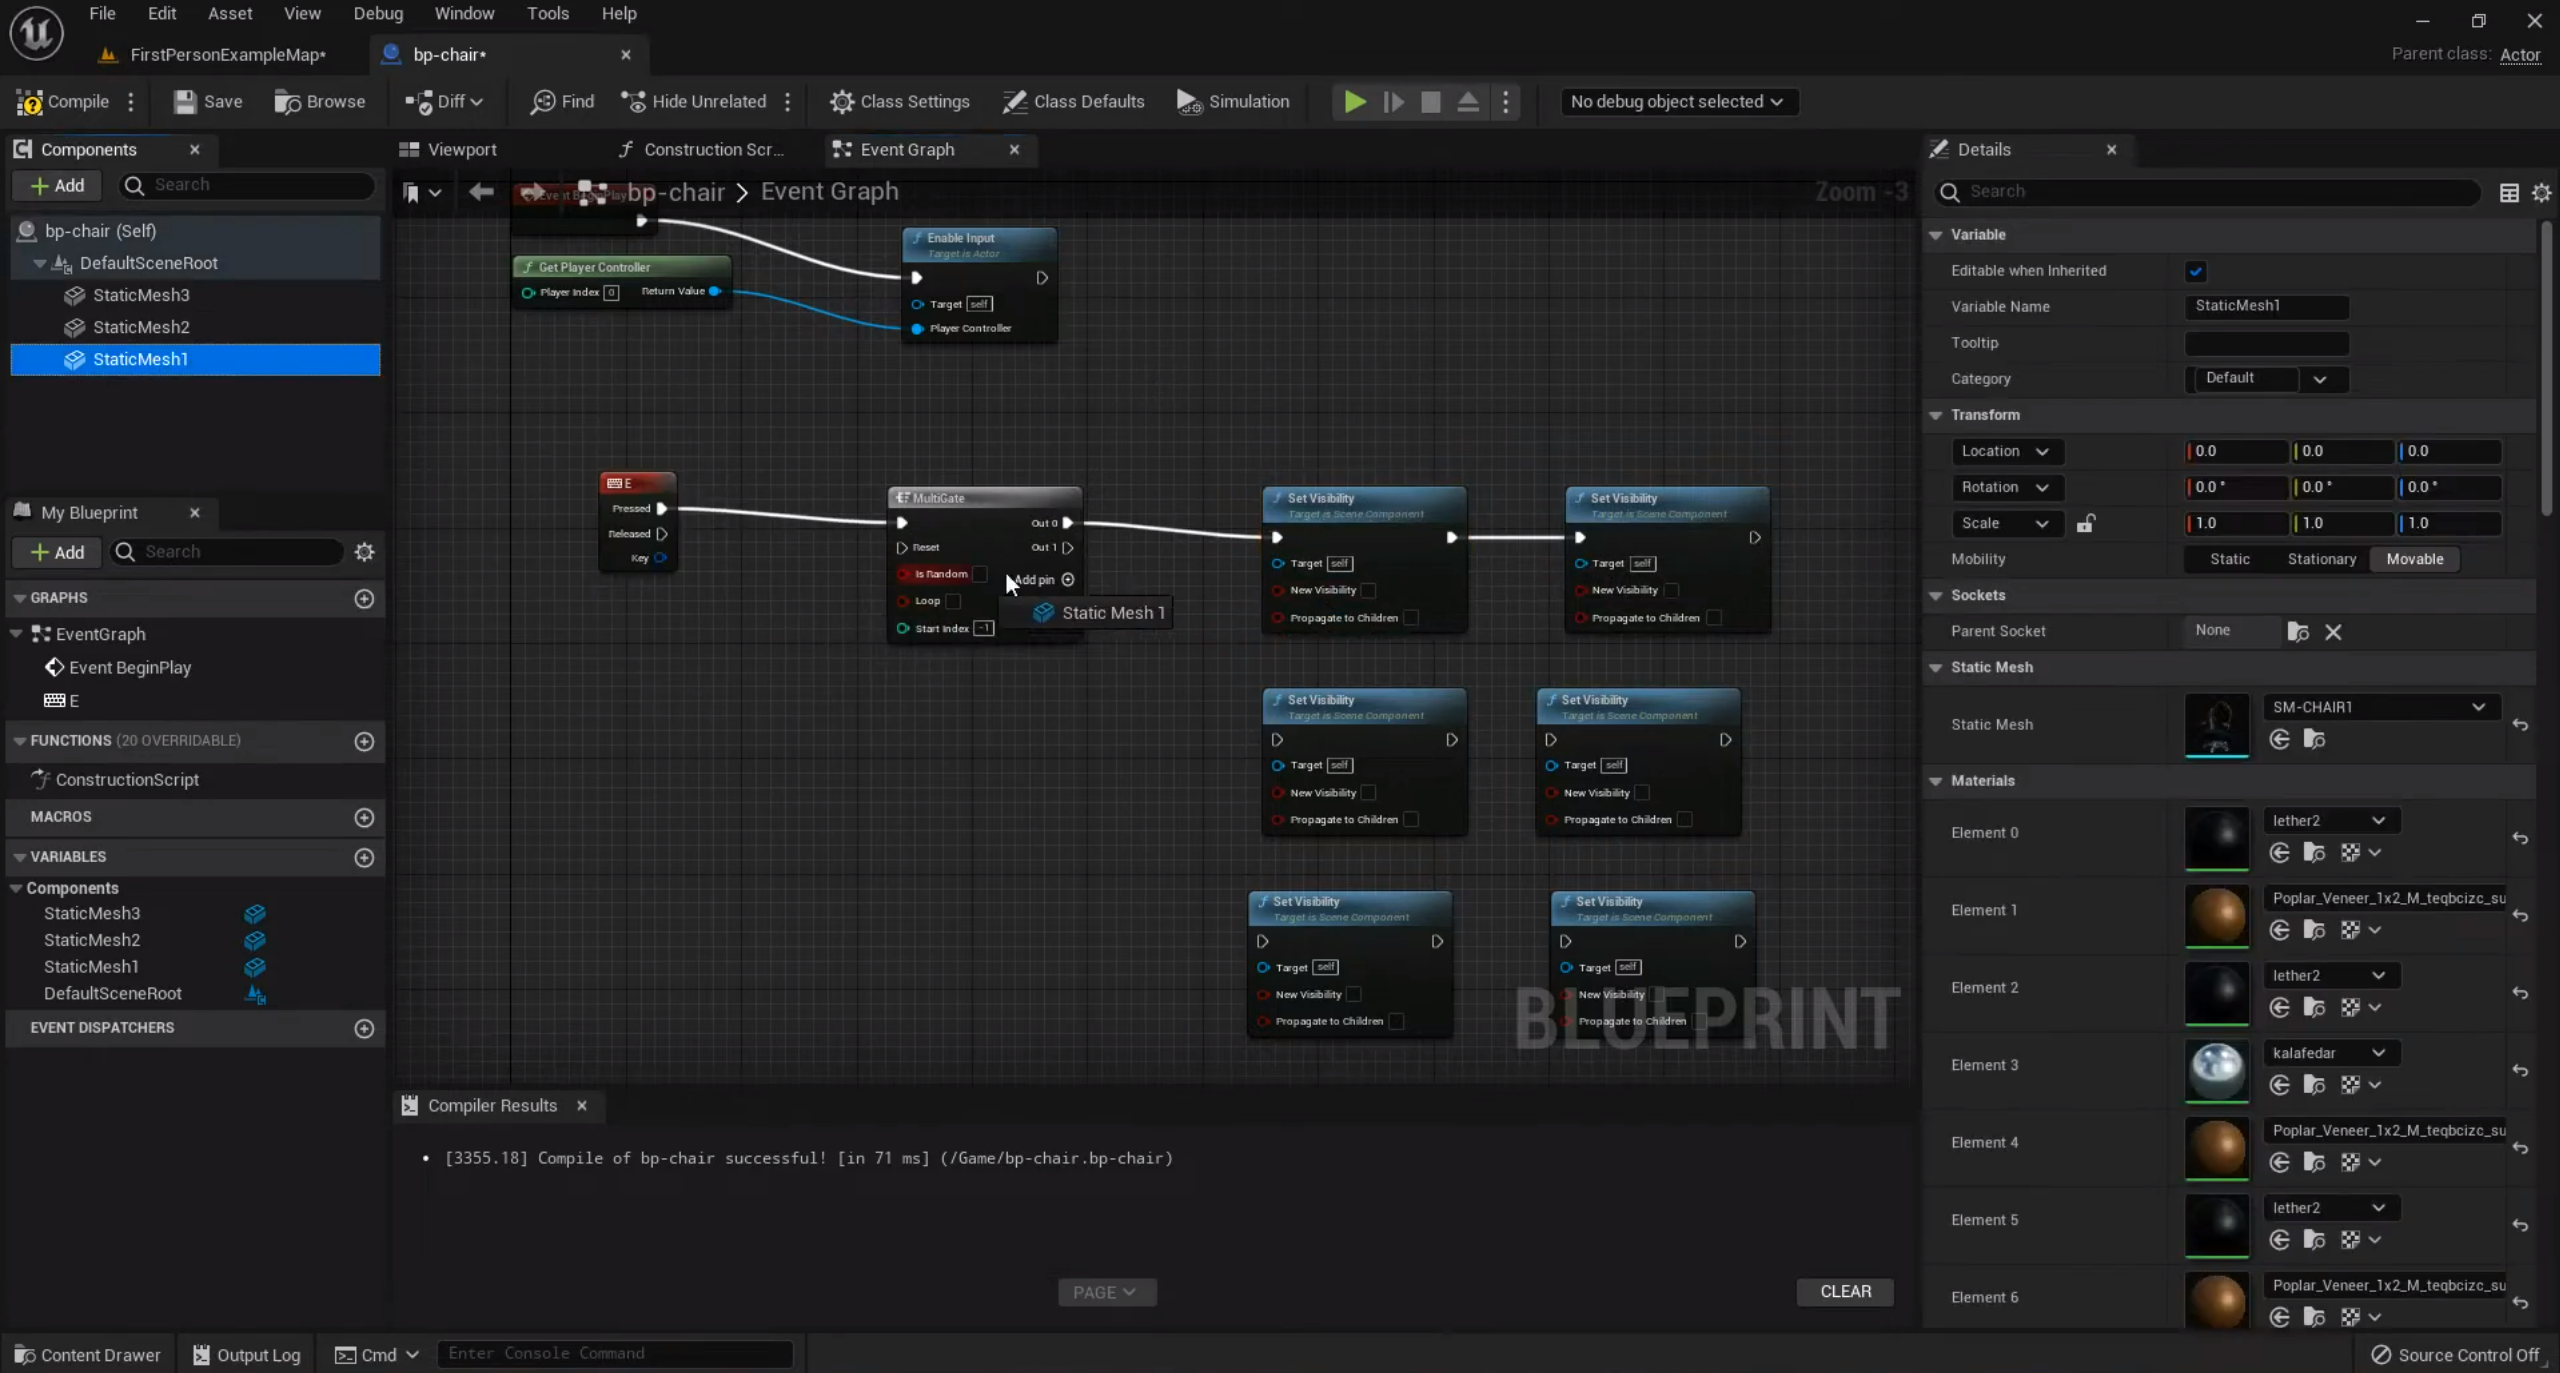 File Edit Asset View Debug Window Tools Help
FirstPersonExampleMap* bp-chair* Parent class: Actor
Compile Save Browse Diff Find Hide Unrelated Class Settings Class Defaults Simulation No debug object selected
Components
Add Search
bp-chair (Self)
DefaultSceneRoot
StaticMesh3
StaticMesh2
StaticMesh1
My Blueprint
Add Search
GRAPHS
EventGraph
Event BeginPlay
E
FUNCTIONS (20 OVERRIDABLE)
ConstructionScript
MACROS
VARIABLES
Components
StaticMesh3
StaticMesh2
StaticMesh1
DefaultSceneRoot
EVENT DISPATCHERS
Viewport Construction Scr... Event Graph
bp-chair > Event Graph Zoom -3
Event BeginPlay
Get Player Controller
Player Index 0 Return Value
Enable Input
Target is Actor
Target self
Player Controller
E
Pressed
Released
Key
MultiGate
Out 0
Reset Out 1
Is Random Add pin
Loop
Start Index -1
Static Mesh 1
Set Visibility
Target is Scene Component
Target self
New Visibility
Propagate to Children
Set Visibility
Target is Scene Component
Target self
New Visibility
Propagate to Children
Set Visibility
Target is Scene Component
Target self
New Visibility
Propagate to Children
Set Visibility
Target is Scene Component
Target self
New Visibility
Propagate to Children
Set Visibility
Target is Scene Component
Target self
New Visibility
Propagate to Children
Set Visibility
Target is Scene Component
Target self
New Visibility
Propagate to Children
BLUEPRINT
Compiler Results
[3355.18] Compile of bp-chair successful! [in 71 ms] (/Game/bp-chair.bp-chair)
PAGE CLEAR
Details
Search
Variable
Editable when Inherited
Variable Name StaticMesh1
Tooltip
Category Default
Transform
Location 0.0 0.0 0.0
Rotation 0.0 ° 0.0 ° 0.0 °
Scale 1.0 1.0 1.0
Mobility Static Stationary Movable
Sockets
Parent Socket None
Static Mesh
Static Mesh SM-CHAIR1
Materials
Element 0 lether2
Element 1 Poplar_Veneer_1x2_M_teqbcizc_su
Element 2 lether2
Element 3 kalafedar
Element 4 Poplar_Veneer_1x2_M_teqbcizc_su
Element 5 lether2
Element 6 Poplar_Veneer_1x2_M_teqbcizc_su
Content Drawer Output Log Cmd Enter Console Command Source Control Off